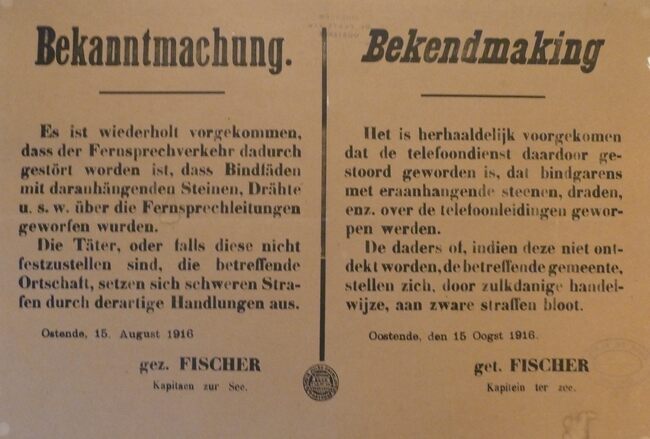 Bekanntmachung.
Es ist wiederholt vorgekommen,
dass der Fernsprechverkehr dadurch
gestört worden ist, dass Bindfäden
mit daranhängenden Steinen, Drähte
u. s. w. über die Fernsprechleitungen
geworfen wurden.
Die Täter, oder falls diese nicht
festzustellen sind, die betreffende
Ortschaft, setzen sich schweren Stra-
fen durch derartige Handlungen aus.
Ostende, 15. August 1916
gez. FISCHER
Kapitaen zur See.
Bekendmaking
Het is herhaaldelijk voorgekomen
dat de telefoondienst daardoor ge-
stoord geworden is, dat bindgarens
met eraanhangende steenen, draden,
enz. over de telefoonleidingen gewor-
pen werden.
De daders of, indien deze niet ont-
dekt worden, de betreffende gemeente,
stellen zich, door zulkdanige handel-
wijze, aan zware straffen bloot.
Oostende, den 15 Oogst 1916.
get. FISCHER
Kapitein ter zee.